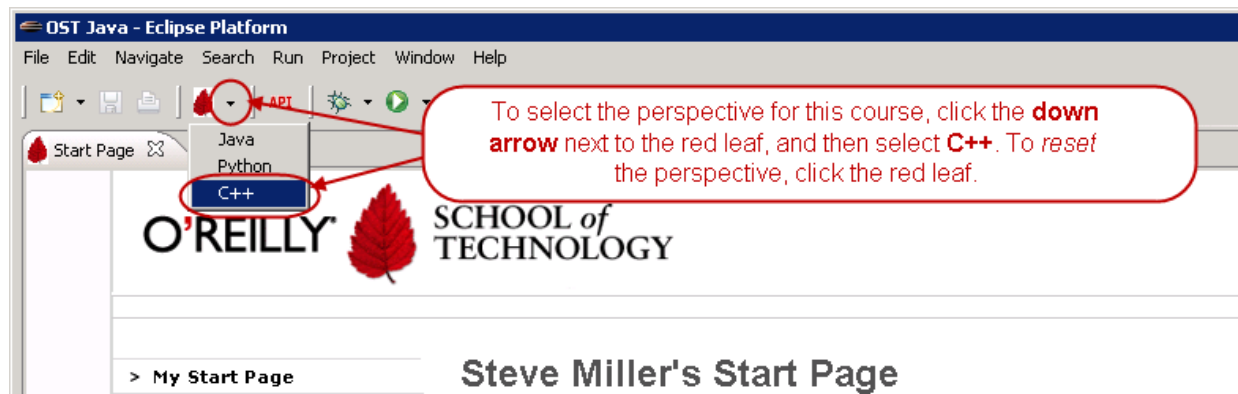 OST Java - Eclipse Platform
File Edit Navigate Search Run Project Window Help
API
To select the perspective for this course, click the down
arrow next to the red leaf, and then select C++. To reset
the perspective, click the red leaf.
Start Page
Java
Python
C++
O'REILLY
SCHOOL of
TECHNOLOGY
> My Start Page
Steve Miller's Start Page